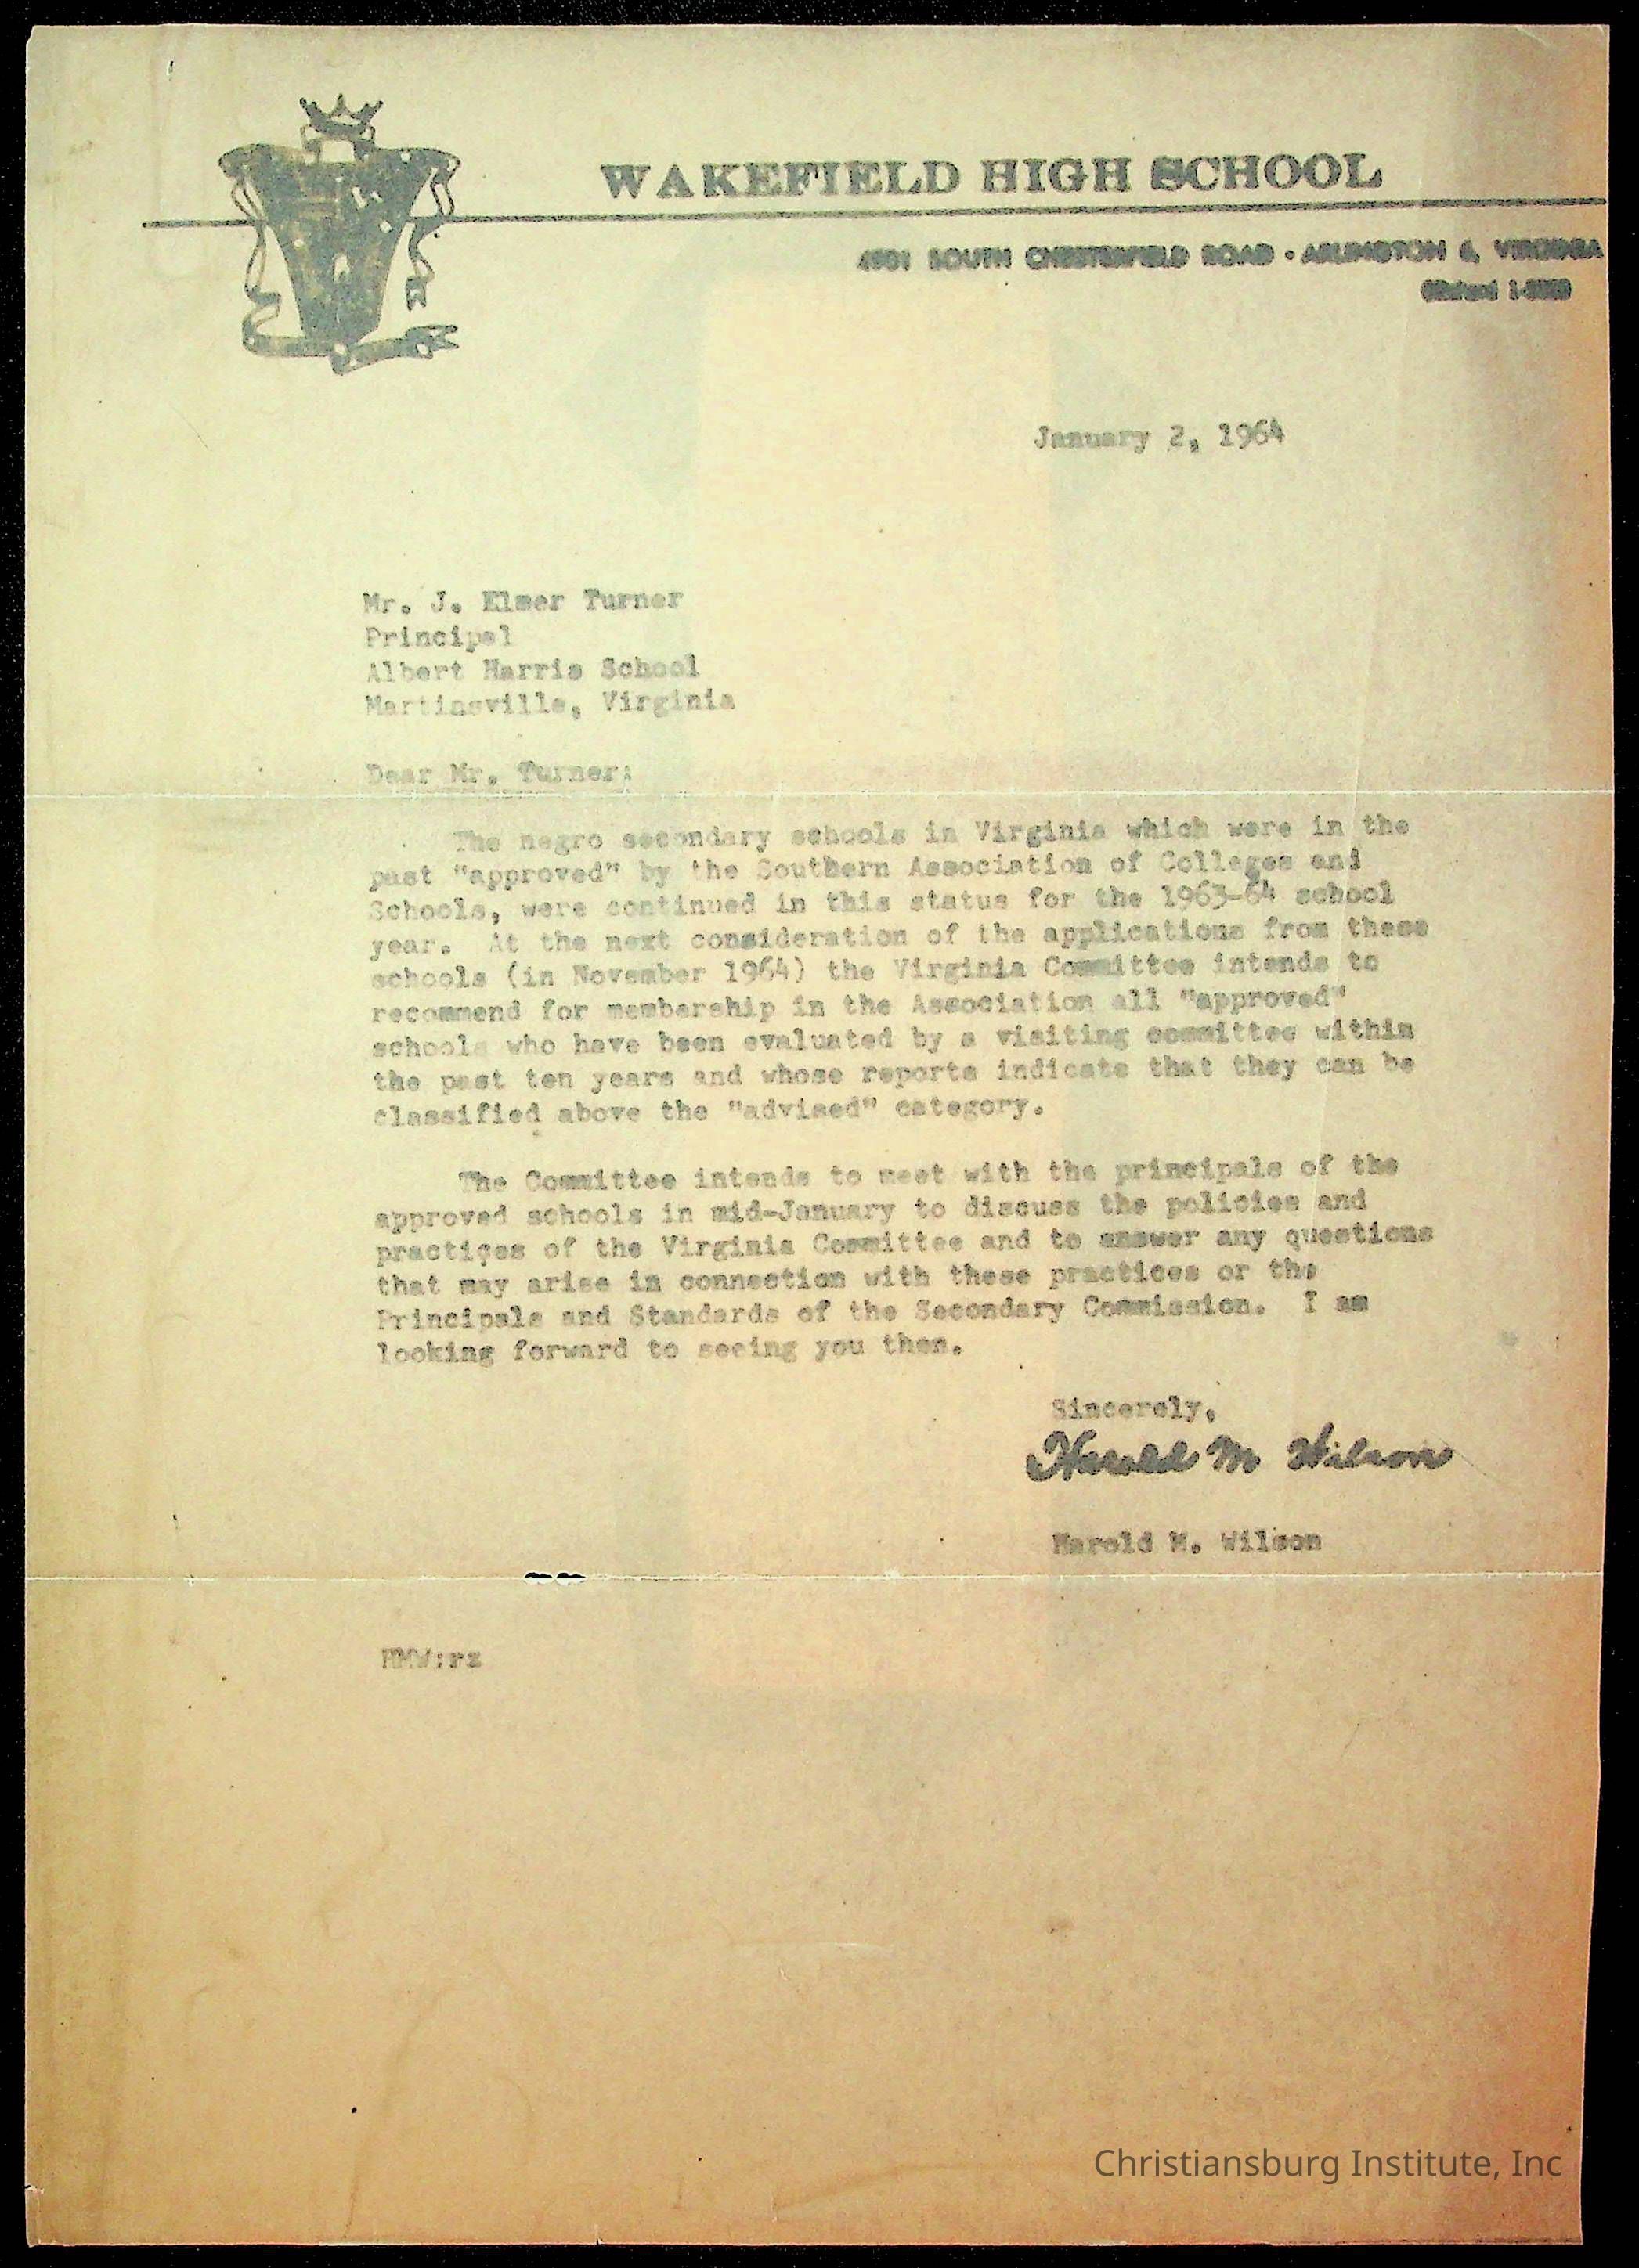 WAKEFIELD HIGH SCHOOL
4901 SOUTH CHESTERFIELD ROAD • ARLINGTON 6, VIRGINIA
January 2, 1964
Mr. J. Elmer Turner
Principal
Albert Harris School
Martinsville, Virginia
Dear Mr. Turner:
The negro secondary schools in Virginia which were in the
past "approved" by the Southern Association of Colleges and
Schools, were continued in this status for the 1963-64 school
year. At the next consideration of the applications from these
schools (in November 1964) the Virginia Committee intends to
recommend for membership in the Association all "approved"
schools who have been evaluated by a visiting committee within
the past ten years and whose reports indicate that they can be
classified above the "advised" category.
The Committee intends to meet with the principals of the
approved schools in mid-January to discuss the policies and
practices of the Virginia Committee and to answer any questions
that may arise in connection with these practices or the
Principals and Standards of the Secondary Commission. I am
looking forward to seeing you then.
Sincerely,
Harold M Wilson
Harold M. Wilson
HMW:rz
Christiansburg Institute, Inc